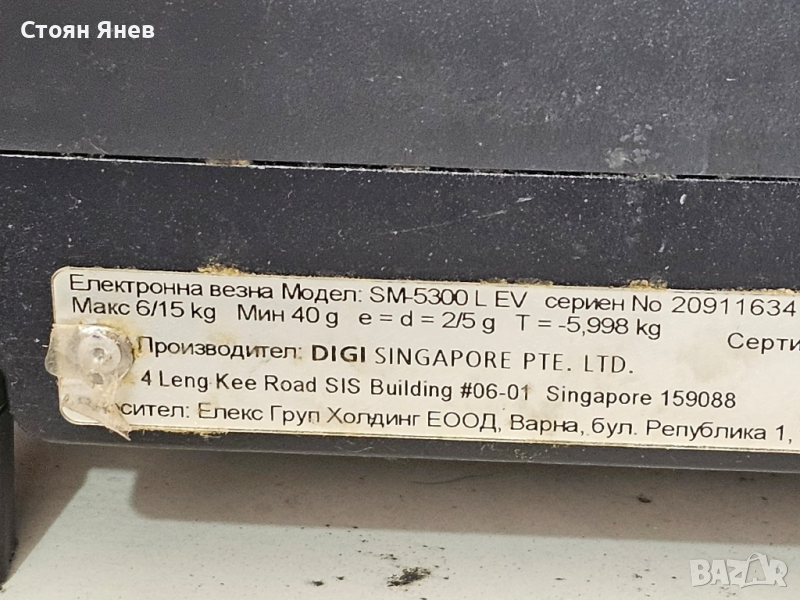 Стоян Янев
Електронна везна Модел: SM-5300 L EV сериен No 20911634
Макс 6/15 kg Мин 40 g e = d = 2/5 g T = -5,998 kg
Серти
Производител: DIGI SINGAPORE PTE. LTD.
4 Leng Kee Road SIS Building #06-01 Singapore 159088
осител: Елекс Груп Холдинг ЕООД, Варна, бул. Република 1,
BAZAR